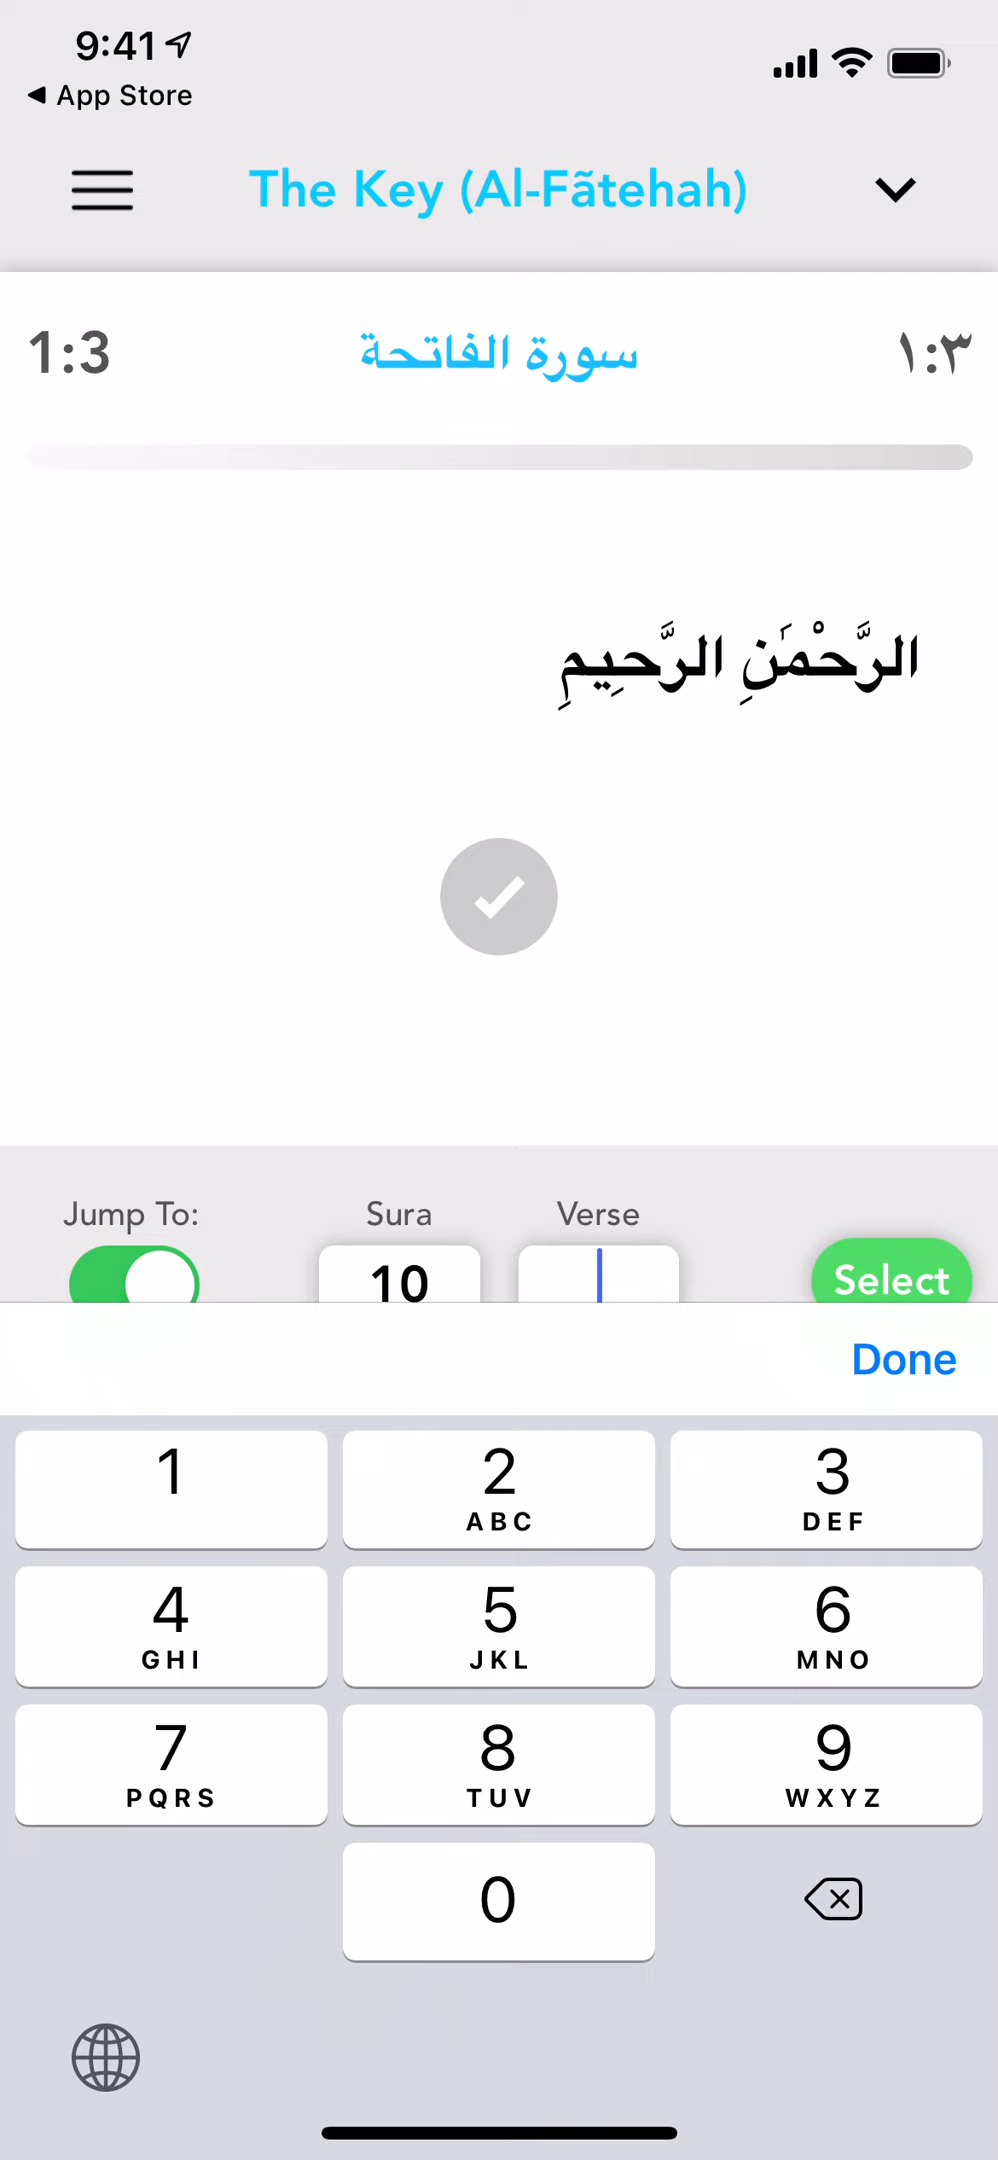 9:41
◀ App Store
The Key (Al-Fãtehah)
1:3 سورة الفاتحة ١:٣
الرَّحْمَٰنِ الرَّحِيمِ
Jump To: Sura Verse
10 Select
Done
1 2 3
ABC DEF
4 5 6
GHI JKL MNO
7 8 9
PQRS TUV WXYZ
0